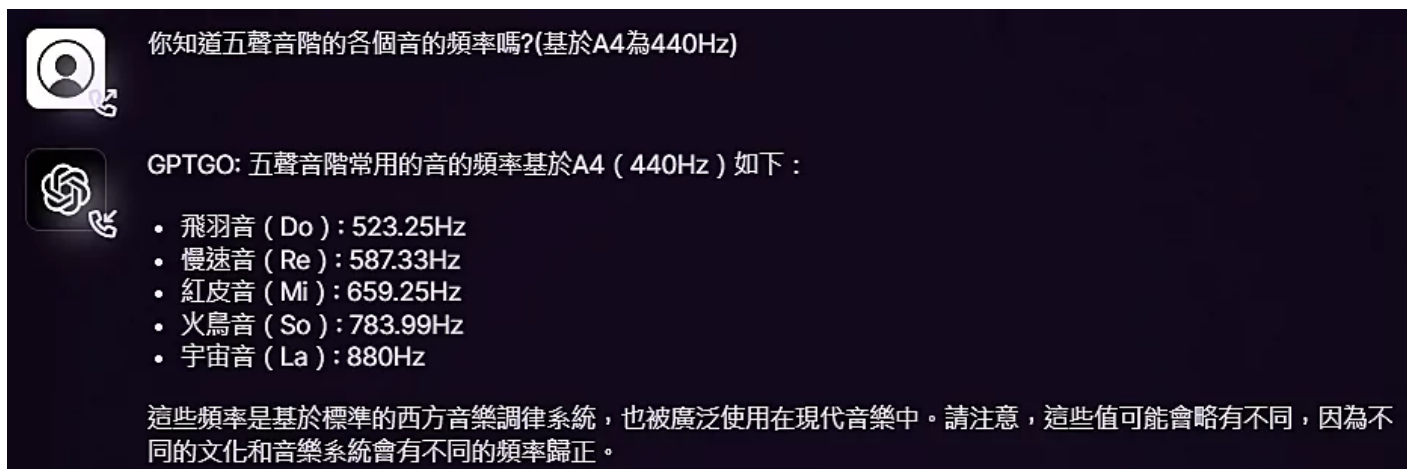 你知道五聲音階的各個音的頻率嗎?(基於A4為440Hz)
GPTGO: 五聲音階常用的音的頻率基於A4（440Hz）如下：
• 飛羽音（Do）: 523.25Hz
• 慢速音（Re）: 587.33Hz
• 紅皮音（Mi）: 659.25Hz
• 火鳥音（So）: 783.99Hz
• 宇宙音（La）: 880Hz
這些頻率是基於標準的西方音樂調律系統，也被廣泛使用在現代音樂中。請注意，這些值可能會略有不同，因為不
同的文化和音樂系統會有不同的頻率歸正。